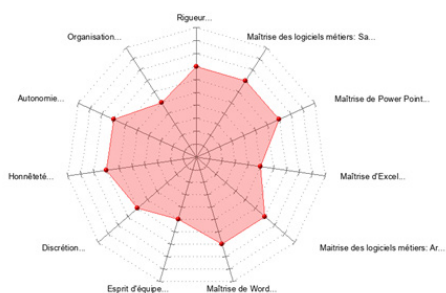 Rigueur...
Organisation...
Maîtrise des logiciels métiers: Sa...
Autonomie...
Maîtrise de Power Point...
Honnêteté...
Maîtrise d'Excel...
Discrétion...
Maitrise des logiciels métiers: Ar...
Esprit d'équipe...
Maîtrise de Word...